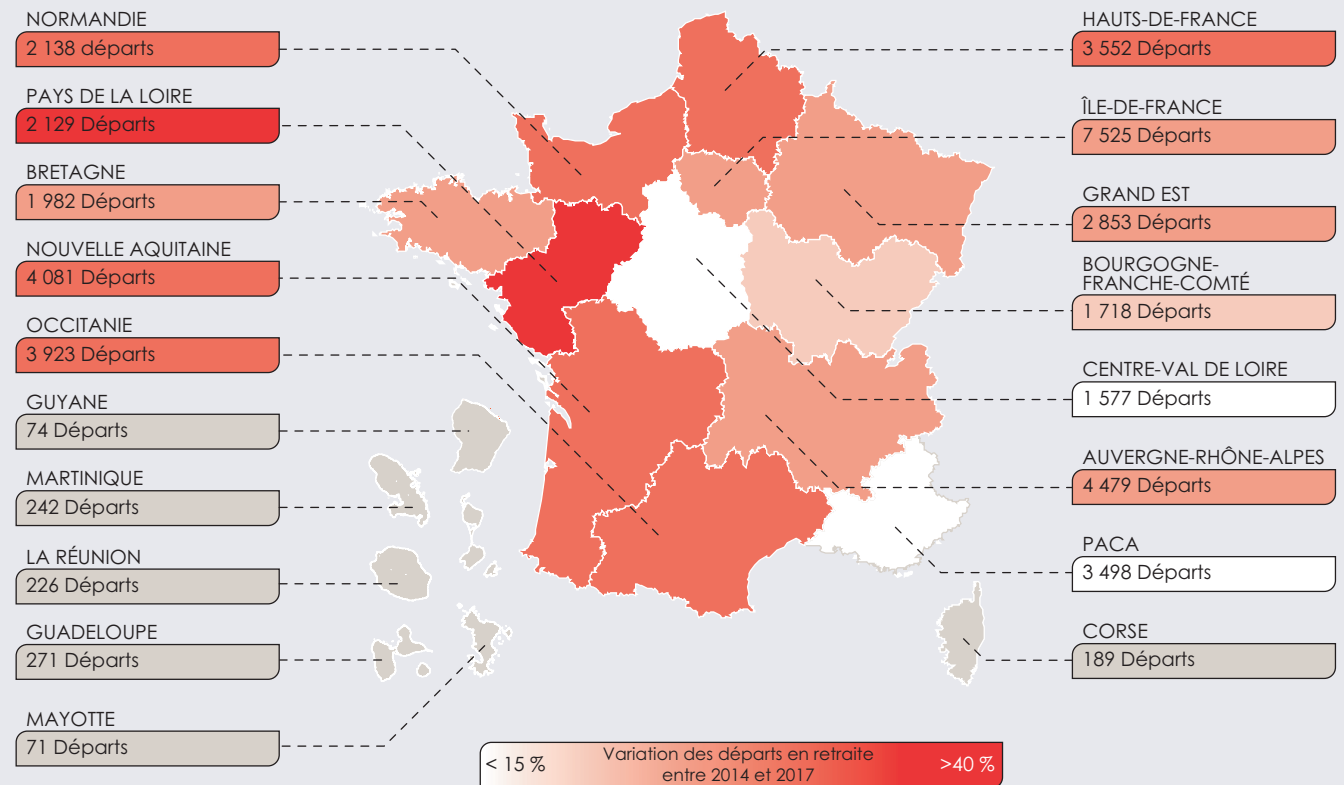 NORMANDIE
2 138 départs
PAYS DE LA LOIRE
2 129 Départs
BRETAGNE
1 982 Départs
NOUVELLE AQUITAINE
4 081 Départs
OCCITANIE
3 923 Départs
GUYANE
74 Départs
MARTINIQUE
242 Départs
LA RÉUNION
226 Départs
GUADELOUPE
271 Départs
MAYOTTE
71 Départs
HAUTS-DE-FRANCE
3 552 Départs
ÎLE-DE-FRANCE
7 525 Départs
GRAND EST
2 853 Départs
BOURGOGNE-
FRANCHE-COMTÉ
1 718 Départs
CENTRE-VAL DE LOIRE
1 577 Départs
AUVERGNE-RHÔNE-ALPES
4 479 Départs
PACA
3 498 Départs
CORSE
189 Départs
< 15 %
Variation des départs en retraite
entre 2014 et 2017
>40 %